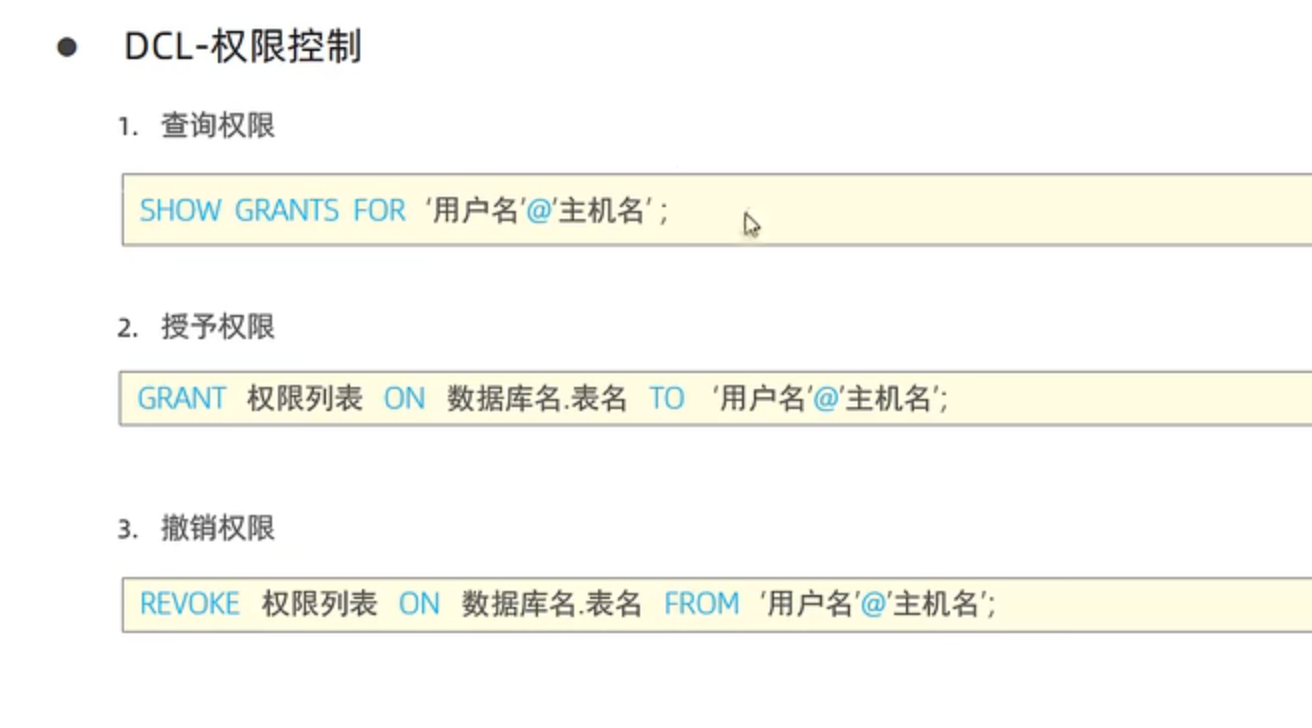 ● DCL-权限控制
1. 查询权限
SHOW GRANTS FOR ‘用户名’@’主机名’ ;
2. 授予权限
GRANT 权限列表 ON 数据库名.表名 TO ‘用户名’@’主机名’;
3. 撤销权限
REVOKE 权限列表 ON 数据库名.表名 FROM ‘用户名’@’主机名’;